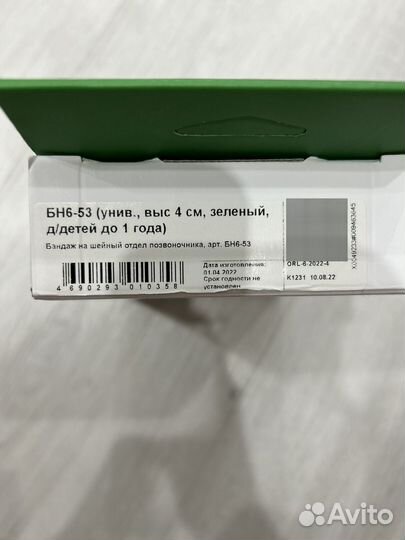 БН6-53 (унив., выс 4 см, зеленый,
д/детей до 1 года)
Бандаж на шейный отдел позвоночника, арт. БН6-53
Дата изготовления:
01.04.2022
Срок годности не
установлен
ORL-6-2022-4
К1231 10.08.22
4 690293 010358
Avito